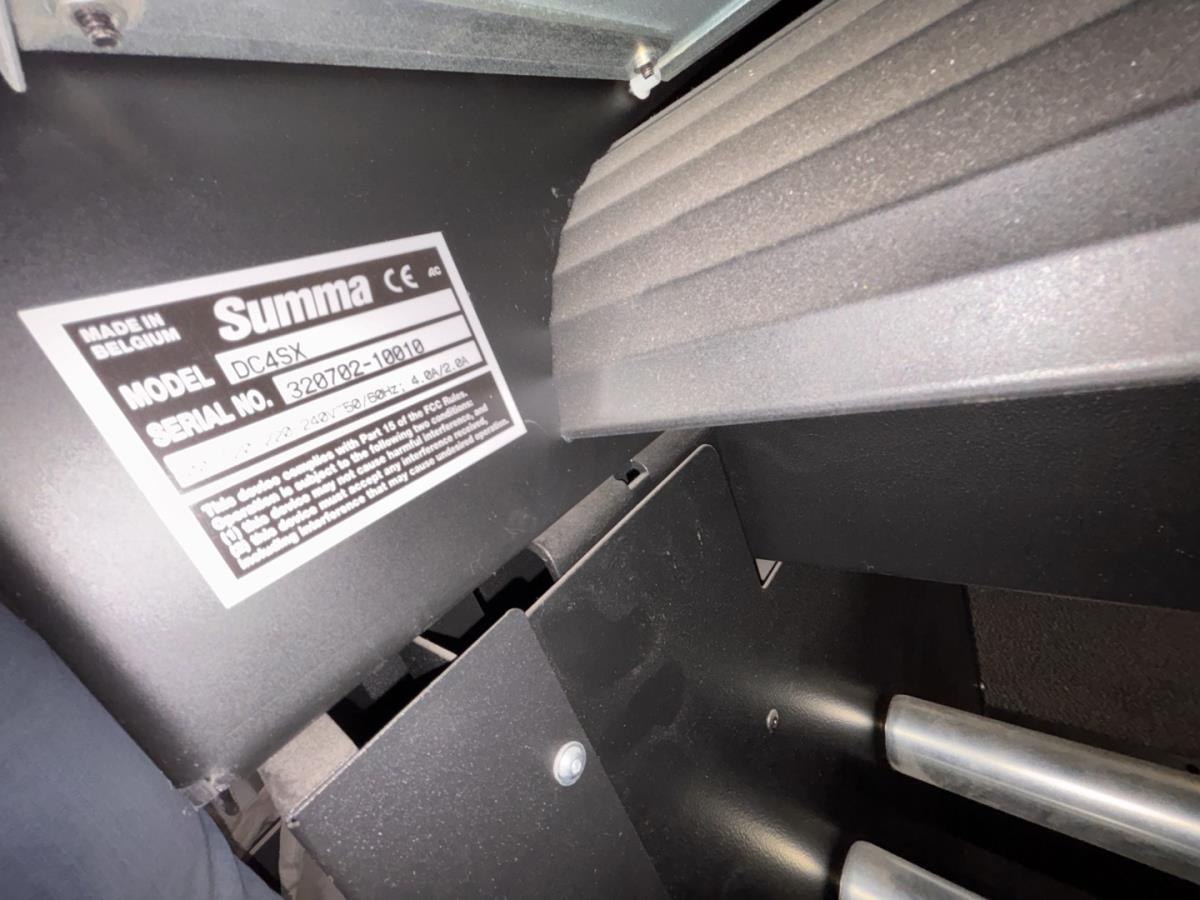 MADE IN
BELGIUM
Summa CE
MODEL DC4SX
SERIAL NO. 320702-10010
220-240V~50/60Hz; 4.0A/2.0A
This device complies with Part 15 of the FCC Rules.
Operation is subject to the following two conditions:
(1) this device may not cause harmful interference, and
(2) this device must accept any interference received,
including interference that may cause undesired operation.